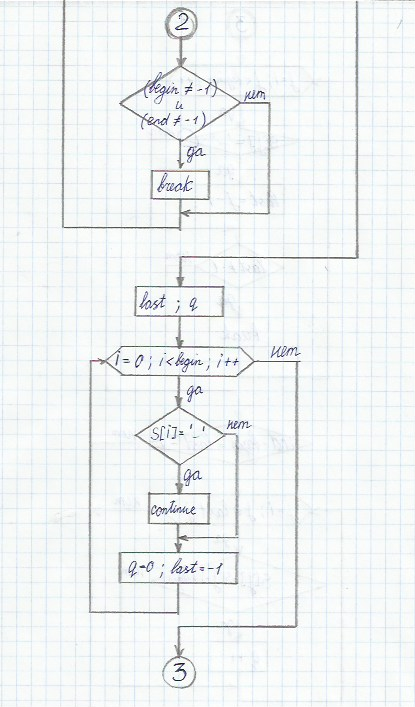 2
(begin ≠ -1)
и
(end ≠ -1)
нет
да
break
last ; q
i = 0 ; i < begin ; i++
нет
да
S[i] = '_'
нет
да
continue
q=0 ; last=-1
3